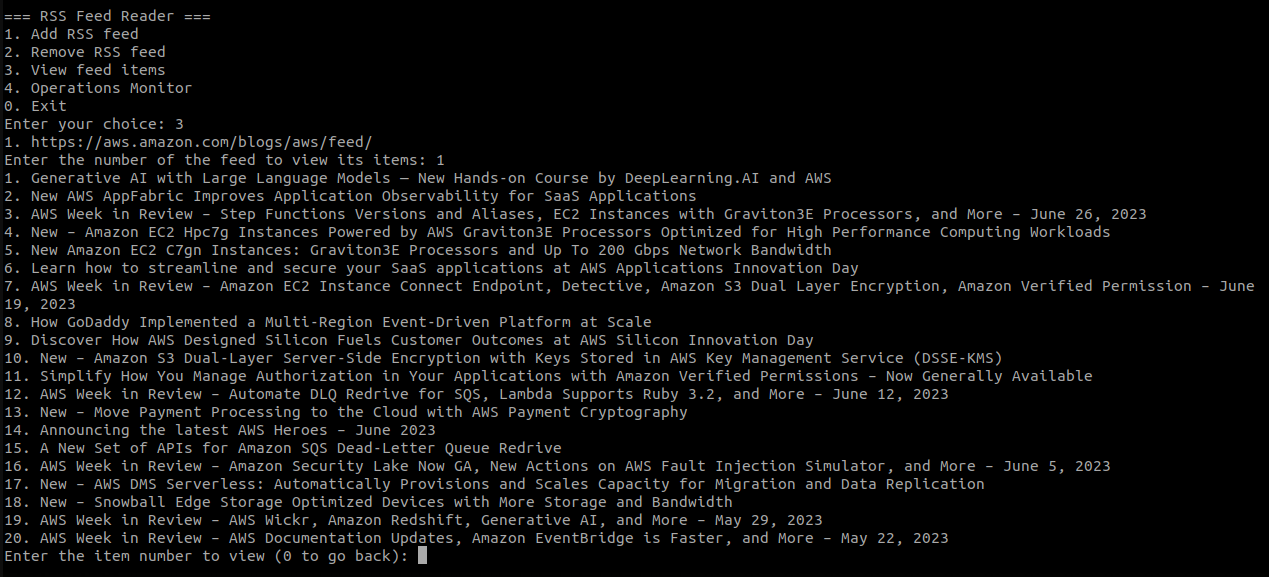 === RSS Feed Reader ===
1. Add RSS feed
2. Remove RSS feed
3. View feed items
4. Operations Monitor
0. Exit
Enter your choice: 3
1. https://aws.amazon.com/blogs/aws/feed/
Enter the number of the feed to view its items: 1
1. Generative AI with Large Language Models — New Hands-on Course by DeepLearning.AI and AWS
2. New AWS AppFabric Improves Application Observability for SaaS Applications
3. AWS Week in Review – Step Functions Versions and Aliases, EC2 Instances with Graviton3E Processors, and More – June 26, 2023
4. New – Amazon EC2 Hpc7g Instances Powered by AWS Graviton3E Processors Optimized for High Performance Computing Workloads
5. New Amazon EC2 C7gn Instances: Graviton3E Processors and Up To 200 Gbps Network Bandwidth
6. Learn how to streamline and secure your SaaS applications at AWS Applications Innovation Day
7. AWS Week in Review – Amazon EC2 Instance Connect Endpoint, Detective, Amazon S3 Dual Layer Encryption, Amazon Verified Permission – June
19, 2023
8. How GoDaddy Implemented a Multi-Region Event-Driven Platform at Scale
9. Discover How AWS Designed Silicon Fuels Customer Outcomes at AWS Silicon Innovation Day
10. New – Amazon S3 Dual-Layer Server-Side Encryption with Keys Stored in AWS Key Management Service (DSSE-KMS)
11. Simplify How You Manage Authorization in Your Applications with Amazon Verified Permissions – Now Generally Available
12. AWS Week in Review – Automate DLQ Redrive for SQS, Lambda Supports Ruby 3.2, and More – June 12, 2023
13. New – Move Payment Processing to the Cloud with AWS Payment Cryptography
14. Announcing the latest AWS Heroes – June 2023
15. A New Set of APIs for Amazon SQS Dead-Letter Queue Redrive
16. AWS Week in Review – Amazon Security Lake Now GA, New Actions on AWS Fault Injection Simulator, and More – June 5, 2023
17. New – AWS DMS Serverless: Automatically Provisions and Scales Capacity for Migration and Data Replication
18. New – Snowball Edge Storage Optimized Devices with More Storage and Bandwidth
19. AWS Week in Review – AWS Wickr, Amazon Redshift, Generative AI, and More – May 29, 2023
20. AWS Week in Review – AWS Documentation Updates, Amazon EventBridge is Faster, and More – May 22, 2023
Enter the item number to view (0 to go back):